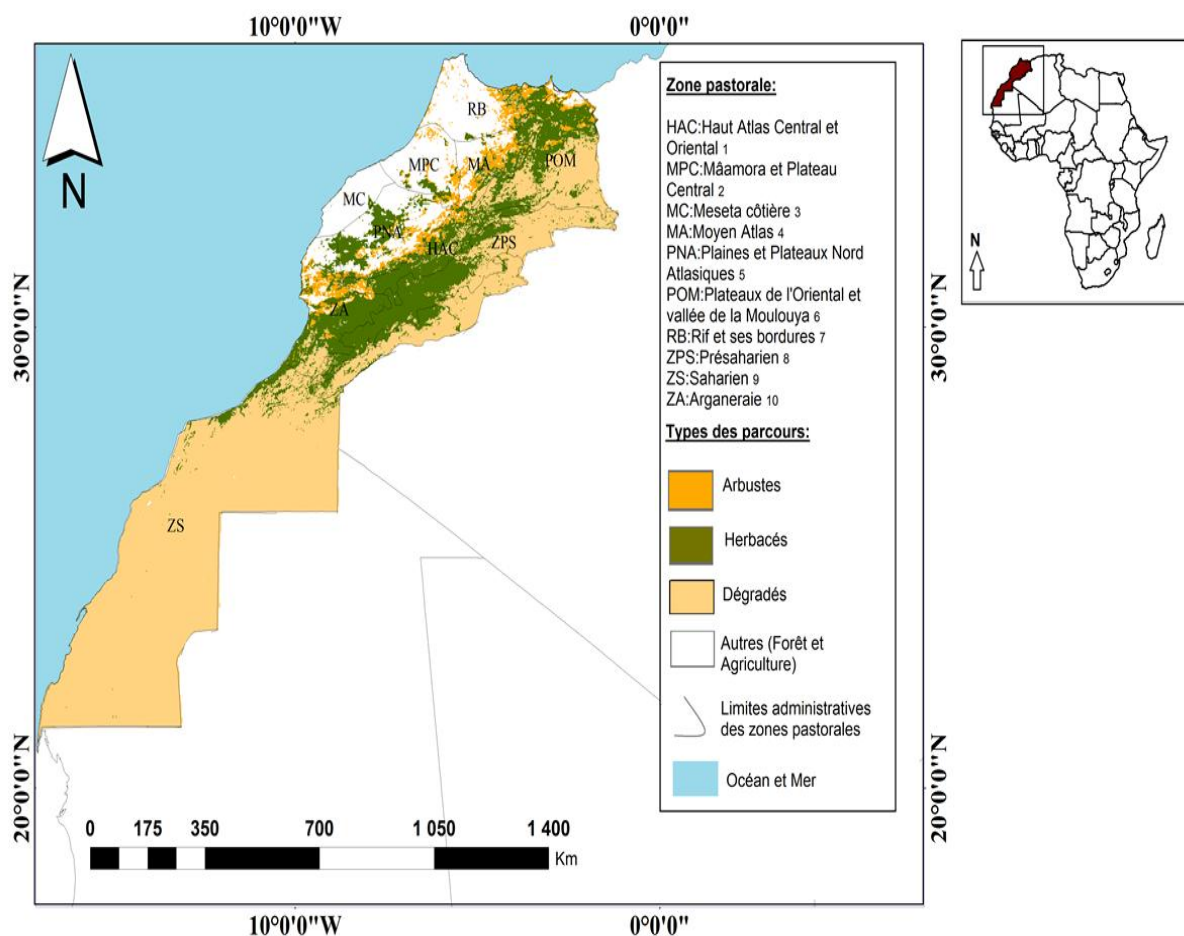 10°0'0"W
0°0'0"
N
30°0'0"N
20°0'0"N
RB
MPC
MA
POM
MC
PNA
HAC
ZPS
ZA
ZS
0
175
350
700
1 050
1 400
Km
10°0'0"W
0°0'0"
Zone pastorale:
HAC:Haut Atlas Central et
Oriental 1
MPC:Mâamora et Plateau
Central 2
MC:Meseta côtière 3
MA:Moyen Atlas 4
PNA:Plaines et Plateaux Nord
Atlasiques 5
POM:Plateaux de l'Oriental et
vallée de la Moulouya 6
RB:Rif et ses bordures 7
ZPS:Présaharien 8
ZS:Saharien 9
ZA:Arganeraie 10
Types des parcours:
Arbustes
Herbacés
Dégradés
Autres (Forêt et
Agriculture)
Limites administratives
des zones pastorales
Océan et Mer
30°0'0"N
20°0'0"N
N